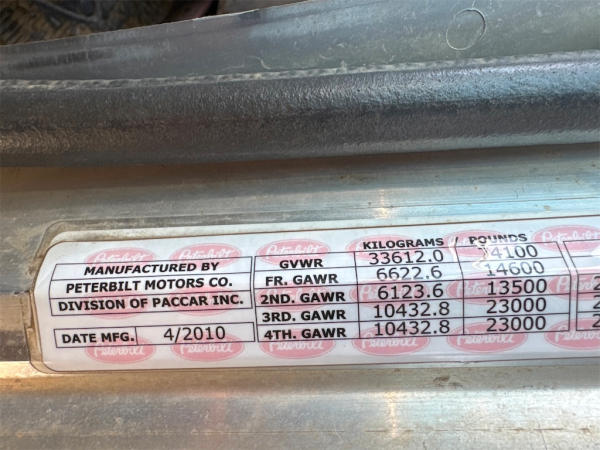 KILOGRAMS POUNDS
MANUFACTURED BY GVWR 33612.0 74100
PETERBILT MOTORS CO. FR. GAWR 6622.6 14600
DIVISION OF PACCAR INC. 2ND. GAWR 6123.6 13500
3RD. GAWR 10432.8 23000
DATE MFG. 4/2010 4TH. GAWR 10432.8 23000